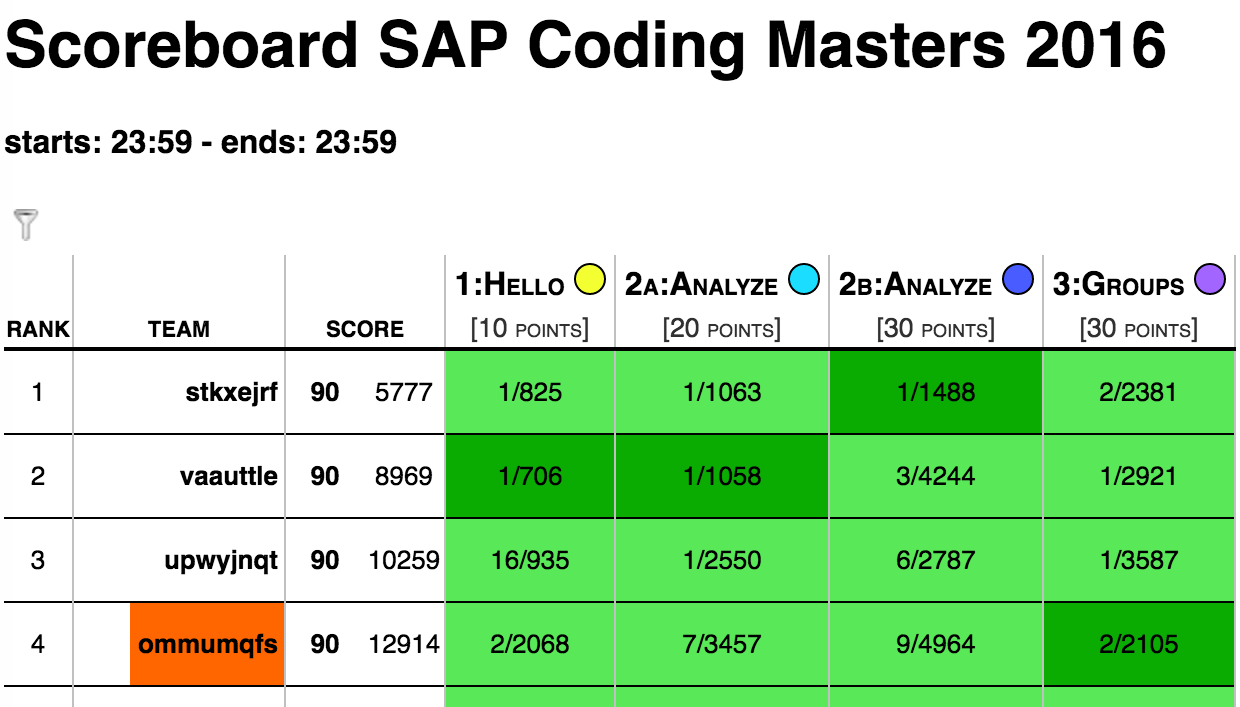 Scoreboard SAP Coding Masters 2016
starts: 23:59 - ends: 23:59
1:HELLO 2A:ANALYZE 2B:ANALYZE 3:GROUPS
RANK TEAM SCORE [10 POINTS] [20 POINTS] [30 POINTS] [30 POINTS]
1 stkxejrf 90 5777 1/825 1/1063 1/1488 2/2381
2 vaauttle 90 8969 1/706 1/1058 3/4244 1/2921
3 upwyjnqt 90 10259 16/935 1/2550 6/2787 1/3587
4 ommumqfs 90 12914 2/2068 7/3457 9/4964 2/2105